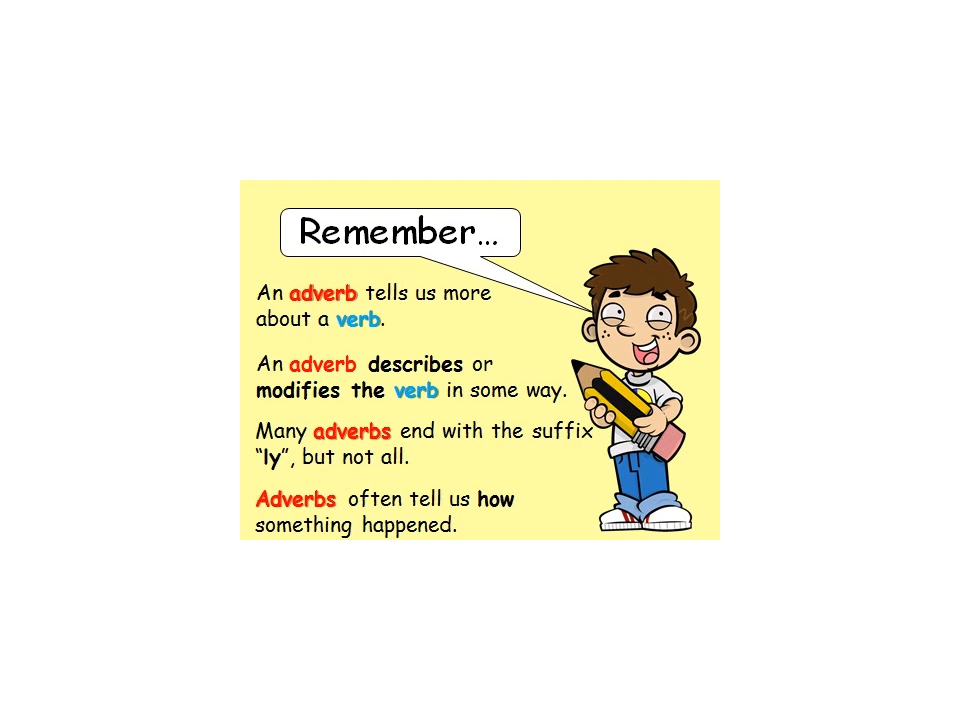 Remember...
An adverb tells us more
about a verb.
An adverb describes or
modifies the verb in some way.
Many adverbs end with the suffix
“ly”, but not all.
Adverbs often tell us how
something happened.